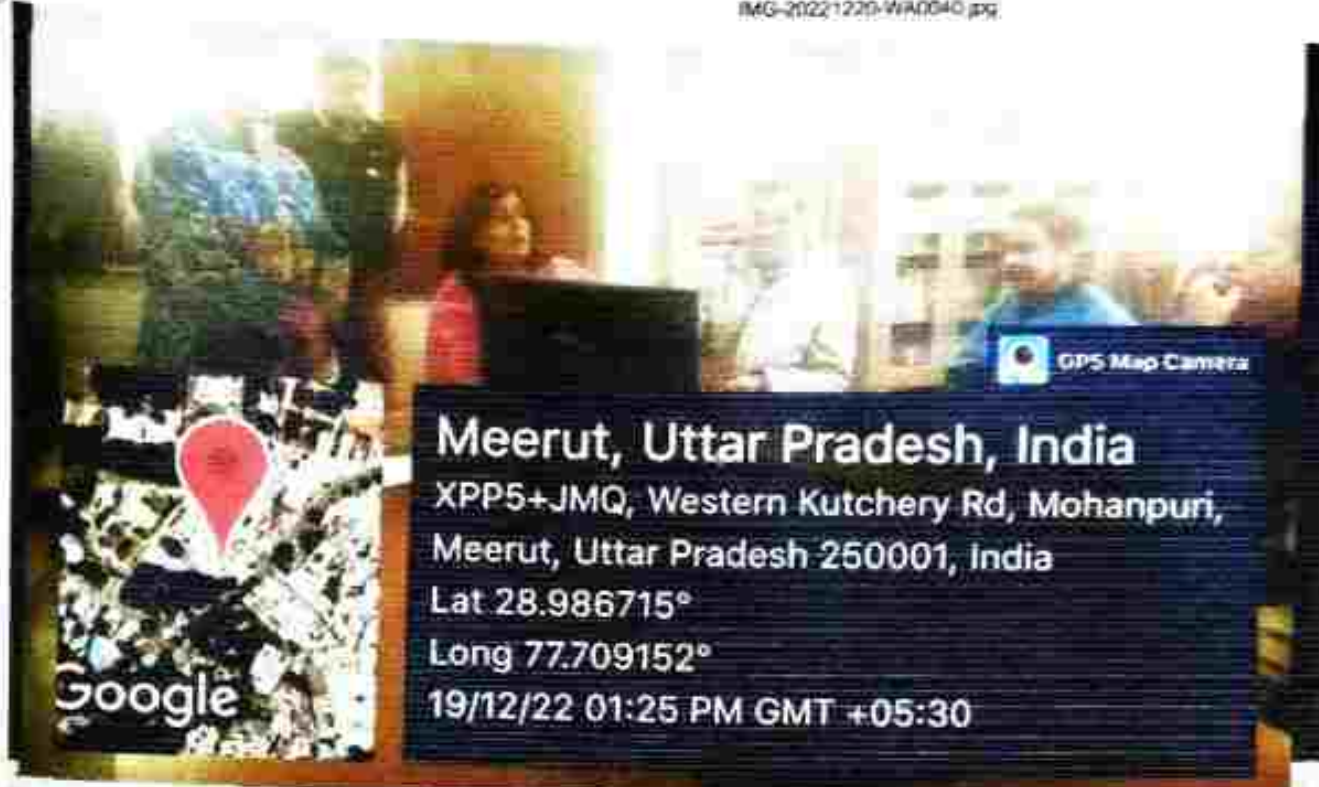 IMG-20221220-WA0040.jpg
GPS Map Camera
Meerut, Uttar Pradesh, India
XPP5+JMQ, Western Kutchery Rd, Mohanpuri,
Meerut, Uttar Pradesh 250001, India
Lat 28.986715°
Long 77.709152°
19/12/22 01:25 PM GMT +05:30
Google